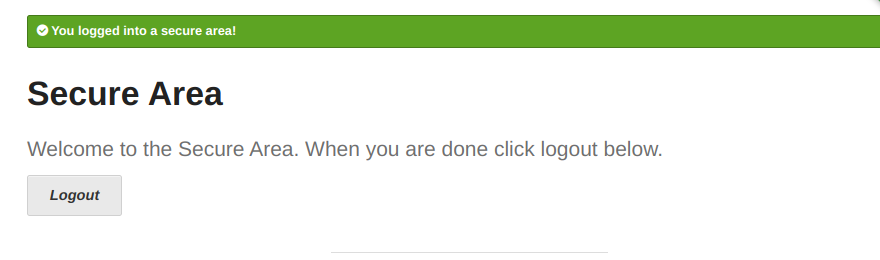 You logged into a secure area!
Secure Area
Welcome to the Secure Area. When you are done click logout below.
Logout